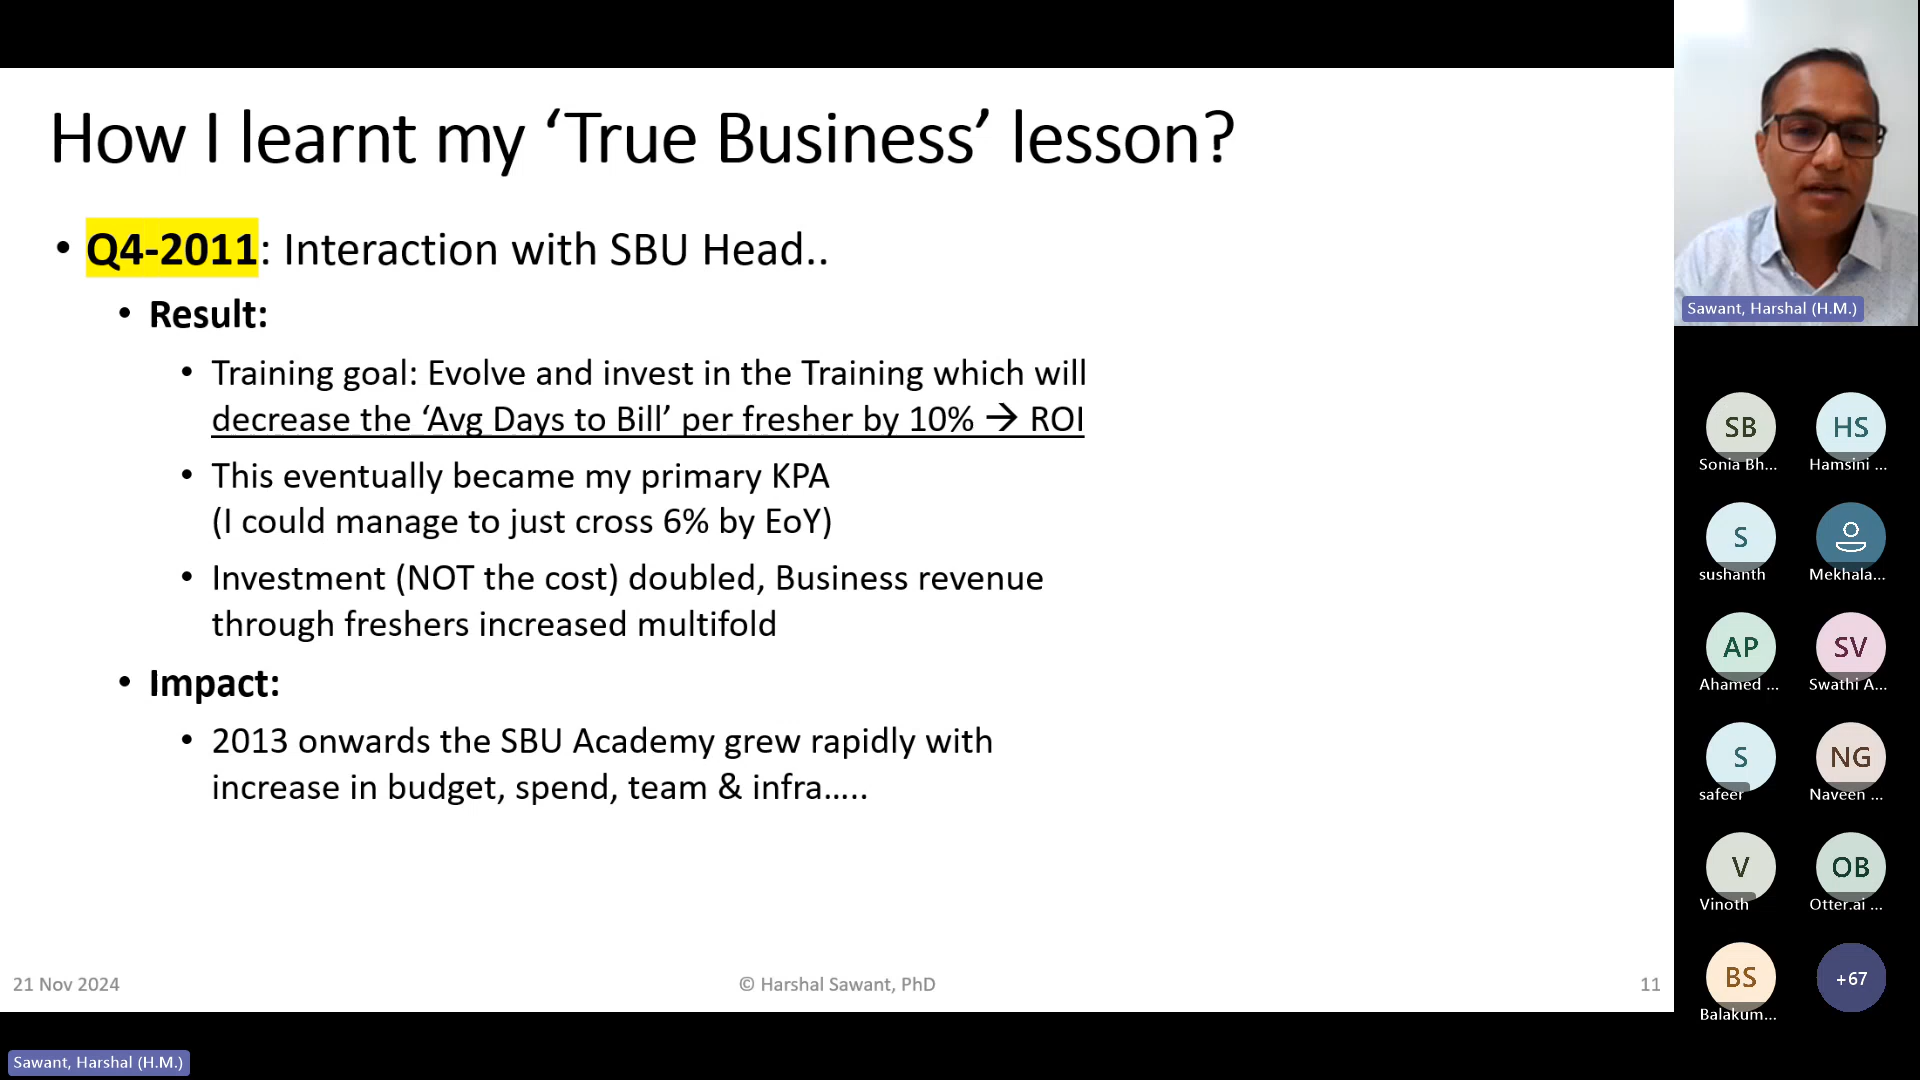 How I learnt my ‘True Business’ lesson?
• Q4-2011: Interaction with SBU Head..
• Result:
• Training goal: Evolve and invest in the Training which will
decrease the ‘Avg Days to Bill’ per fresher by 10% → ROI
• This eventually became my primary KPA
(I could manage to just cross 6% by EoY)
• Investment (NOT the cost) doubled, Business revenue
through freshers increased multifold
• Impact:
• 2013 onwards the SBU Academy grew rapidly with
increase in budget, spend, team & infra…..
21 Nov 2024
© Harshal Sawant, PhD
11
Sawant, Harshal (H.M.)
Sawant, Harshal (H.M.)
SB
Sonia Bh...
HS
Hamsini ...
S
sushanth
Mekhala...
AP
Ahamed ...
SV
Swathi A...
S
safeer
NG
Naveen ...
V
Vinoth
OB
Otter.ai ...
BS
Balakum...
+67